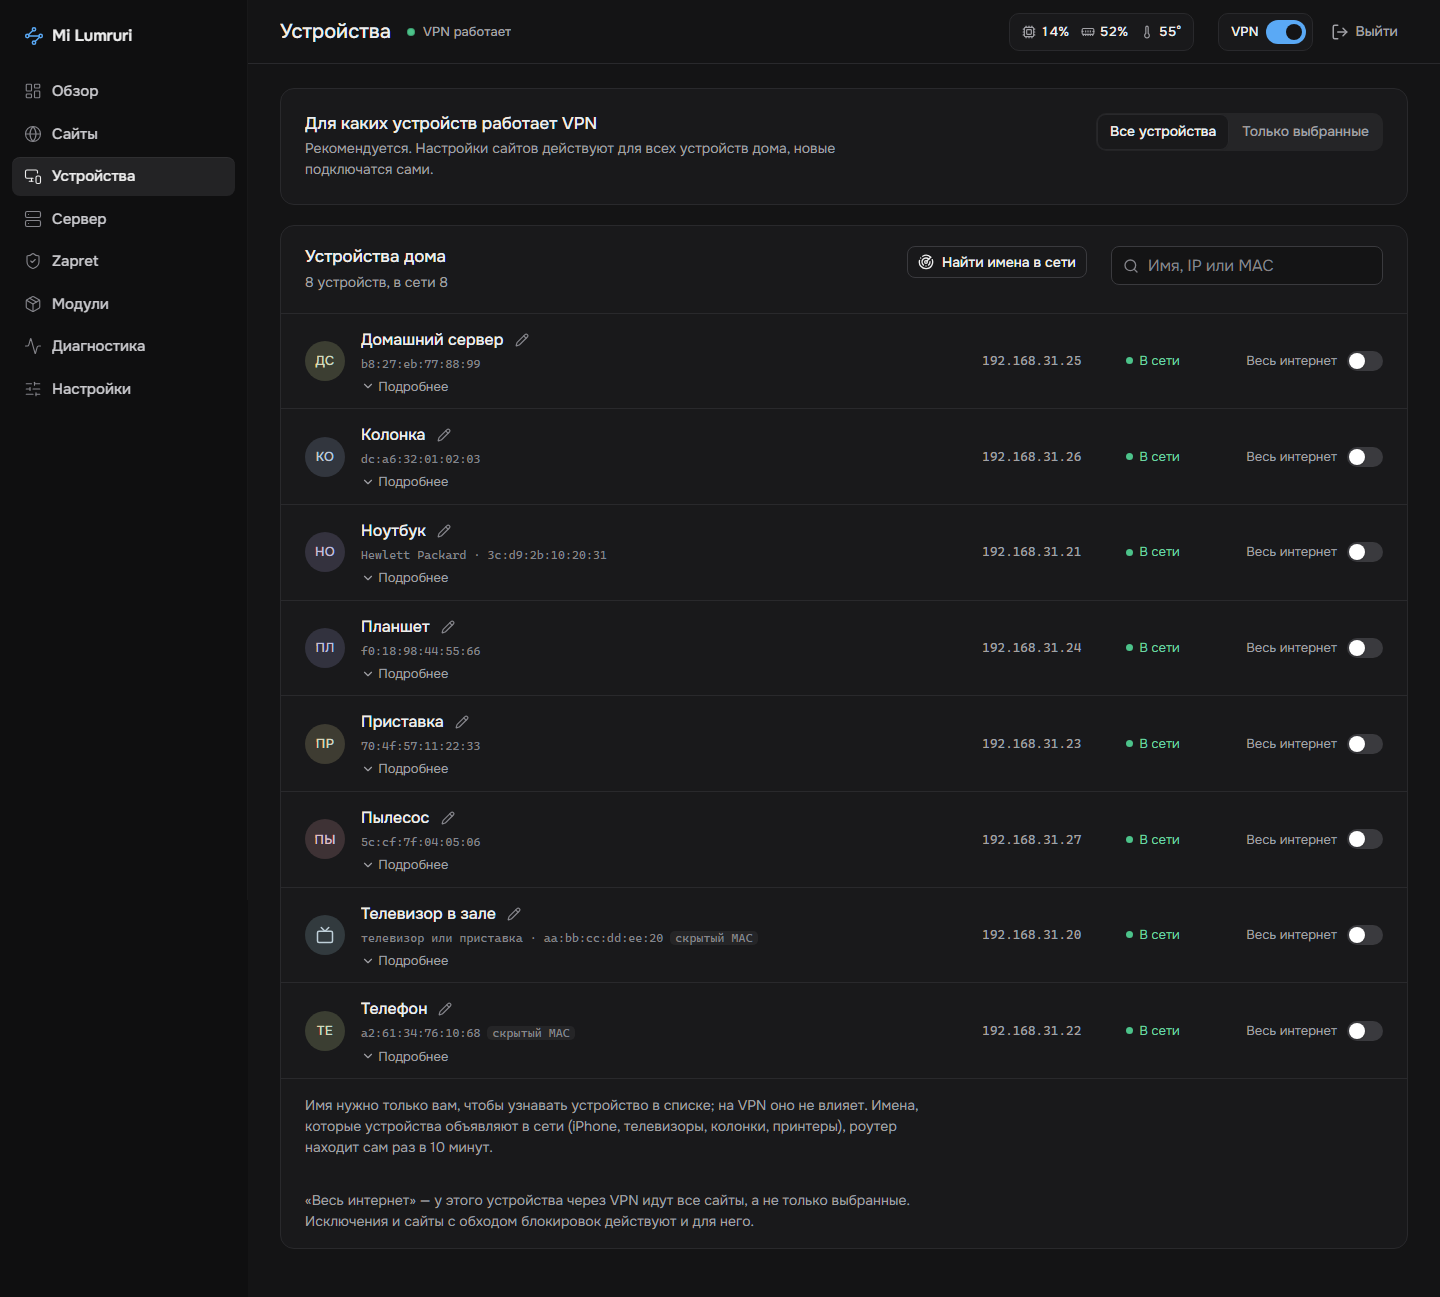 Mi Lumruri
Обзор
Сайты
Устройства
Сервер
Zapret
Модули
Диагностика
Настройки
Устройства
VPN работает
14%
52%
55°
VPN
Выйти
Для каких устройств работает VPN
Рекомендуется. Настройки сайтов действуют для всех устройств дома, новые
подключатся сами.
Все устройства
Только выбранные
Устройства дома
8 устройств, в сети 8
Найти имена в сети
Имя, IP или MAC
ДС
Домашний сервер
b8:27:eb:77:88:99
Подробнее
192.168.31.25
В сети
Весь интернет
КО
Колонка
dc:a6:32:01:02:03
Подробнее
192.168.31.26
В сети
Весь интернет
НО
Ноутбук
Hewlett Packard · 3c:d9:2b:10:20:31
Подробнее
192.168.31.21
В сети
Весь интернет
ПЛ
Планшет
f0:18:98:44:55:66
Подробнее
192.168.31.24
В сети
Весь интернет
ПР
Приставка
70:4f:57:11:22:33
Подробнее
192.168.31.23
В сети
Весь интернет
ПЫ
Пылесос
5c:cf:7f:04:05:06
Подробнее
192.168.31.27
В сети
Весь интернет
Телевизор в зале
телевизор или приставка · aa:bb:cc:dd:ee:20 скрытый MAC
Подробнее
192.168.31.20
В сети
Весь интернет
ТЕ
Телефон
a2:61:34:76:10:68 скрытый MAC
Подробнее
192.168.31.22
В сети
Весь интернет
Имя нужно только вам, чтобы узнавать устройство в списке; на VPN оно не влияет. Имена,
которые устройства объявляют в сети (iPhone, телевизоры, колонки, принтеры), роутер
находит сам раз в 10 минут.
«Весь интернет» — у этого устройства через VPN идут все сайты, а не только выбранные.
Исключения и сайты с обходом блокировок действуют и для него.